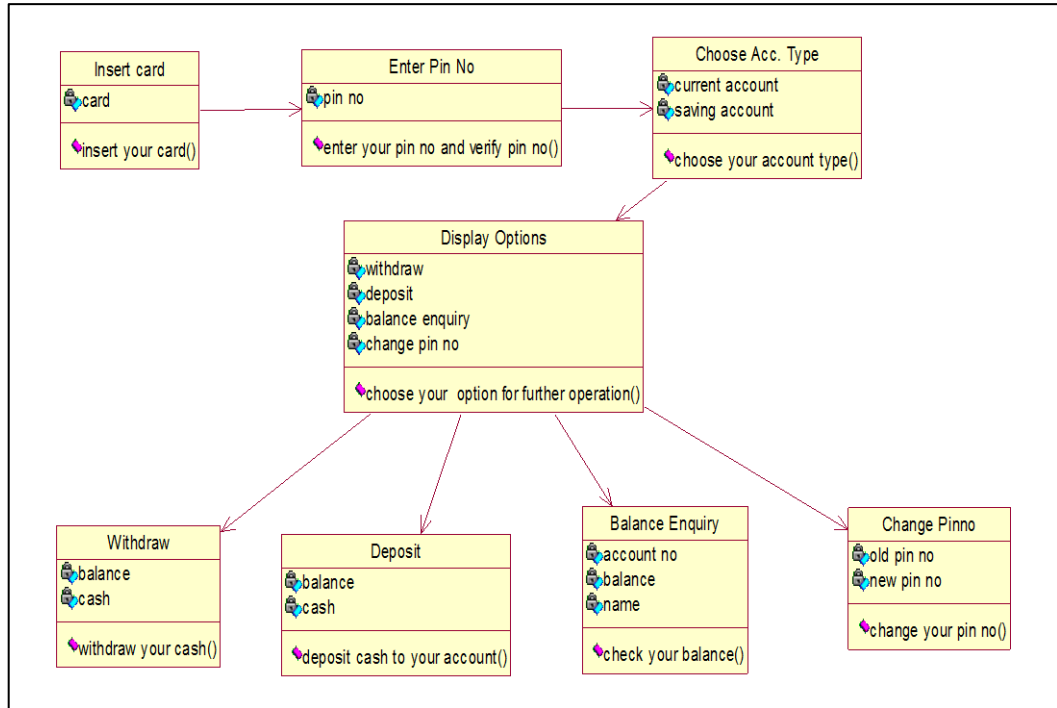 Insert card
card
insert your card()
Enter Pin No
pin no
enter your pin no and verify pin no()
Choose Acc. Type
current account
saving account
choose your account type()
Display Options
withdraw
deposit
balance enquiry
change pin no
choose your option for further operation()
Withdraw
balance
cash
withdraw your cash()
Deposit
balance
cash
deposit cash to your account()
Balance Enquiry
account no
balance
name
check your balance()
Change Pinno
old pin no
new pin no
change your pin no()